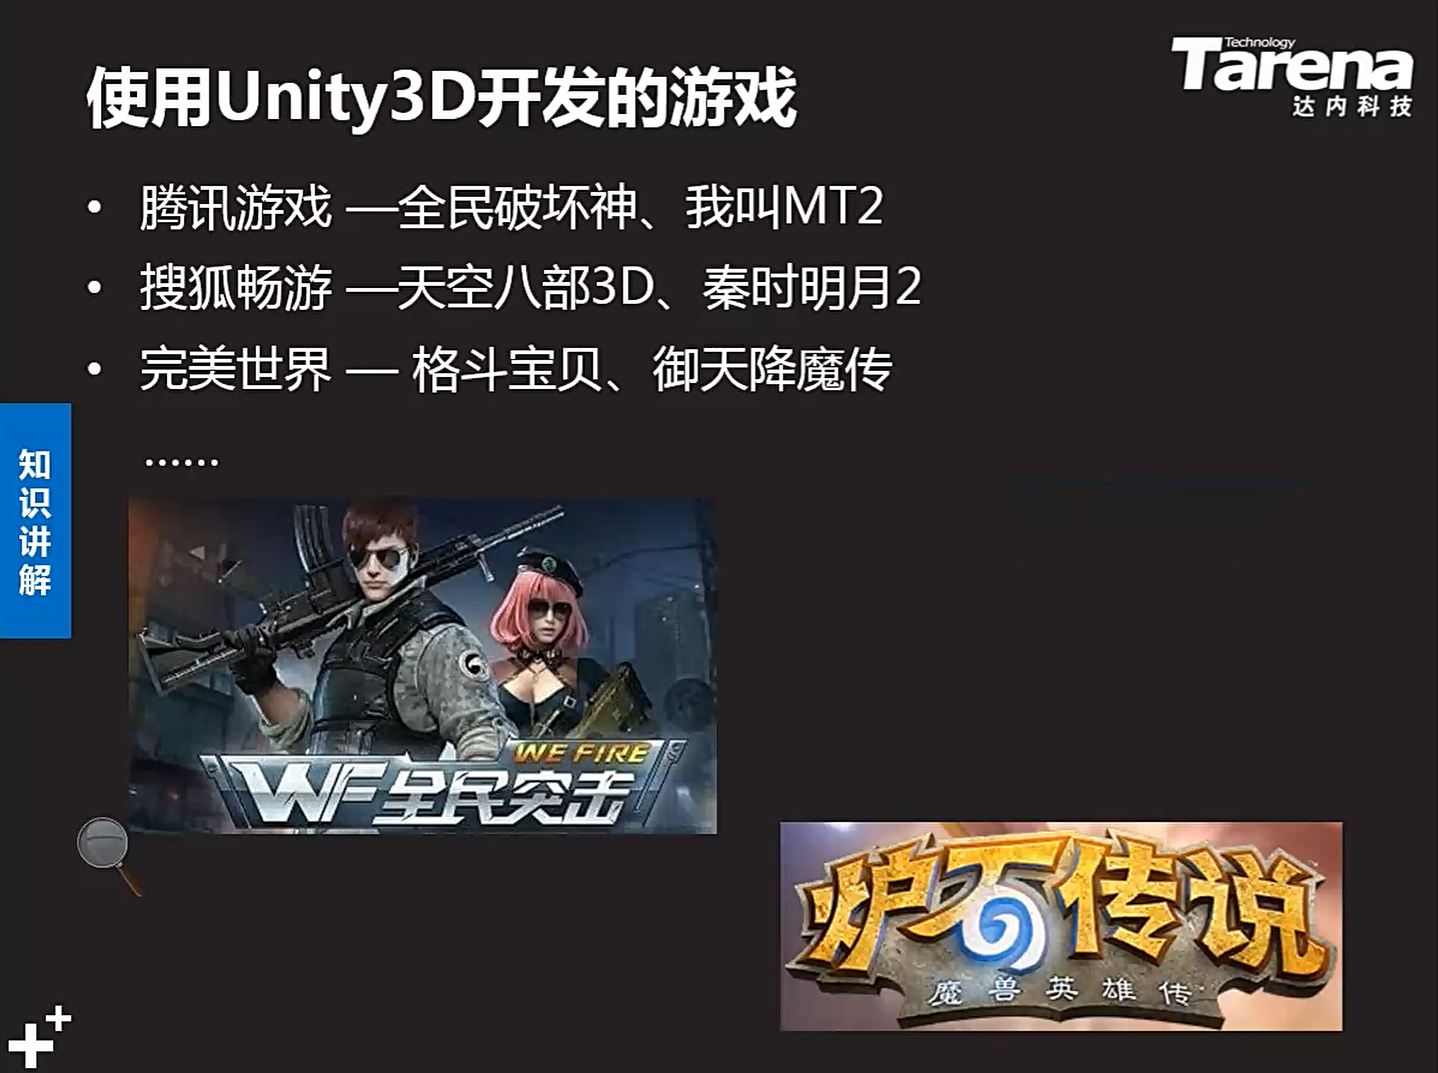 Technology
Tarena
达内科技
使用Unity3D开发的游戏
• 腾讯游戏 —全民破坏神、我叫MT2
• 搜狐畅游 —天空八部3D、秦时明月2
• 完美世界 — 格斗宝贝、御天降魔传
......
知识讲解
WE FIRE
WF全民突击
炉石传说
魔兽英雄传